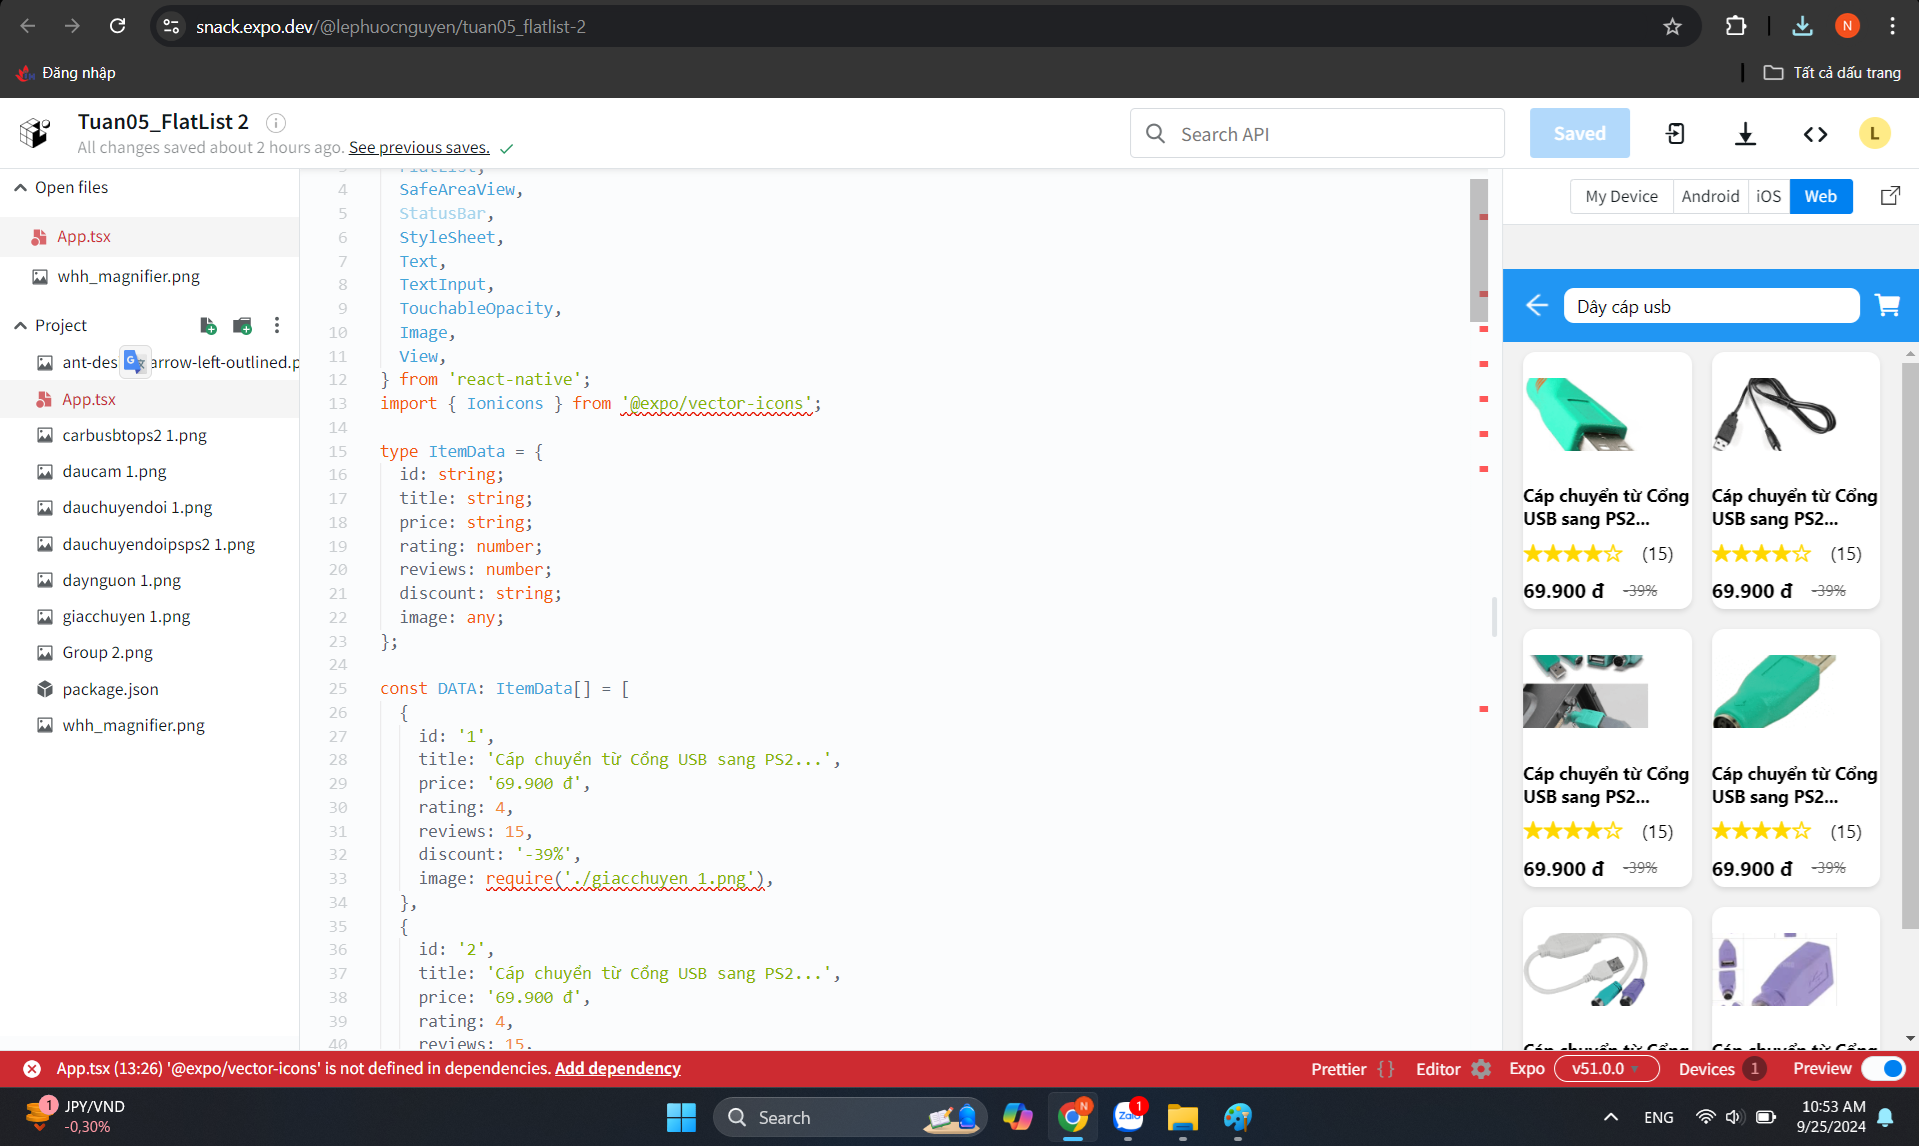 snack.expo.dev/@lephuocnguyen/tuan05_flatlist-2
N
Đăng nhập
Tất cả dấu trang
Tuan05_FlatList 2
All changes saved about 2 hours ago. See previous saves.
Search API
Saved
L
Open files
App.tsx
whh_magnifier.png
Project
ant-des arrow-left-outlined.p
App.tsx
carbusbtops2 1.png
daucam 1.png
dauchuyendoi 1.png
dauchuyendoipsps2 1.png
daynguon 1.png
giacchuyen 1.png
Group 2.png
package.json
whh_magnifier.png
3 FlatList,
4 SafeAreaView,
5 StatusBar,
6 StyleSheet,
7 Text,
8 TextInput,
9 TouchableOpacity,
10 Image,
11 View,
12 } from 'react-native';
13 import { Ionicons } from '@expo/vector-icons';
14
15 type ItemData = {
16 id: string;
17 title: string;
18 price: string;
19 rating: number;
20 reviews: number;
21 discount: string;
22 image: any;
23 };
24
25 const DATA: ItemData[] = [
26 {
27 id: '1',
28 title: 'Cáp chuyển từ Cổng USB sang PS2...',
29 price: '69.900 đ',
30 rating: 4,
31 reviews: 15,
32 discount: '-39%',
33 image: require('./giacchuyen 1.png'),
34 },
35 {
36 id: '2',
37 title: 'Cáp chuyển từ Cổng USB sang PS2...',
38 price: '69.900 đ',
39 rating: 4,
40 reviews: 15,
My Device Android iOS Web
Dây cáp usb
Cáp chuyển từ Cổng
USB sang PS2...
(15)
69.900 đ -39%
Cáp chuyển từ Cổng
USB sang PS2...
(15)
69.900 đ -39%
Cáp chuyển từ Cổng
USB sang PS2...
(15)
69.900 đ -39%
Cáp chuyển từ Cổng
USB sang PS2...
(15)
69.900 đ -39%
Cáp chuyển từ Cổng
Cáp chuyển từ Cổng
App.tsx (13:26) '@expo/vector-icons' is not defined in dependencies. Add dependency
Prettier {} Editor Expo v51.0.0 Devices 1 Preview
1
JPY/VND
-0,30%
Search
N
Zalo
1
ENG
10:53 AM
9/25/2024